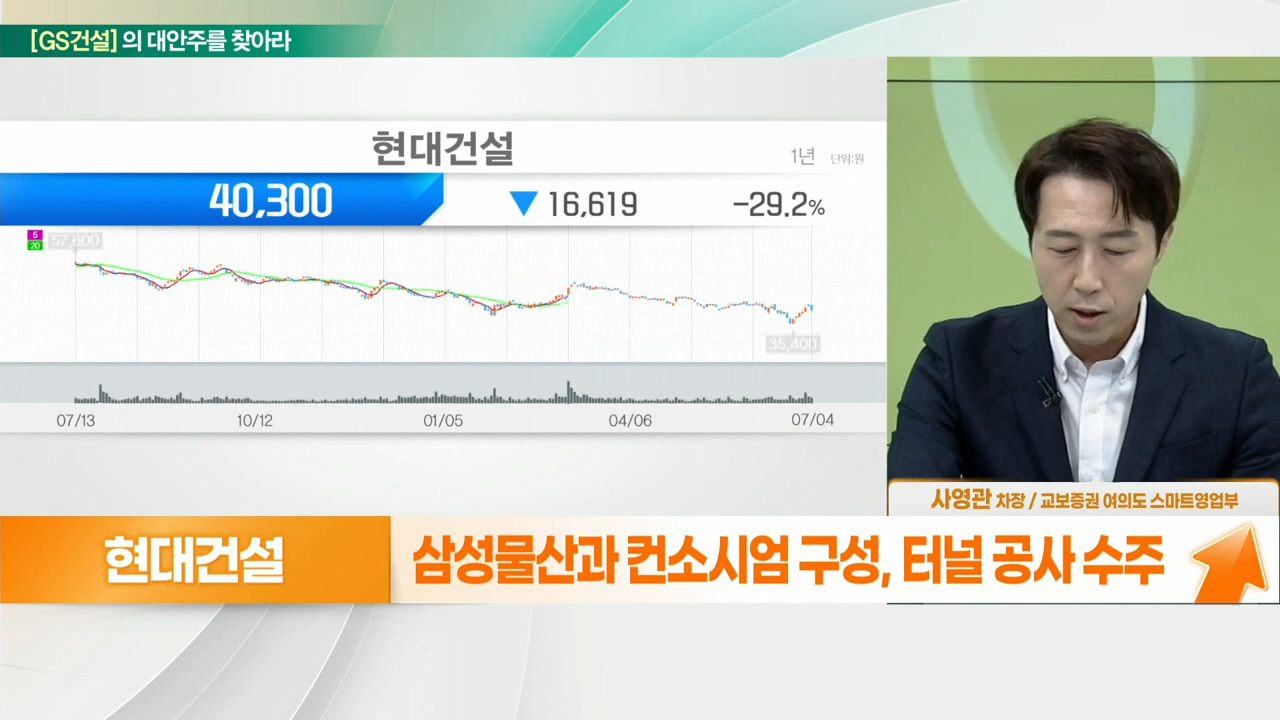 [GS건설] 의 대안주를 찾아라
현대건설
1년 단위:원
40,300 ▼ 16,619 -29.2%
5
20
57,600
35,400
07/13 10/12 01/05 04/06 07/04
사영관 차장 / 교보증권 여의도 스마트영업부
현대건설
삼성물산과 컨소시엄 구성, 터널 공사 수주